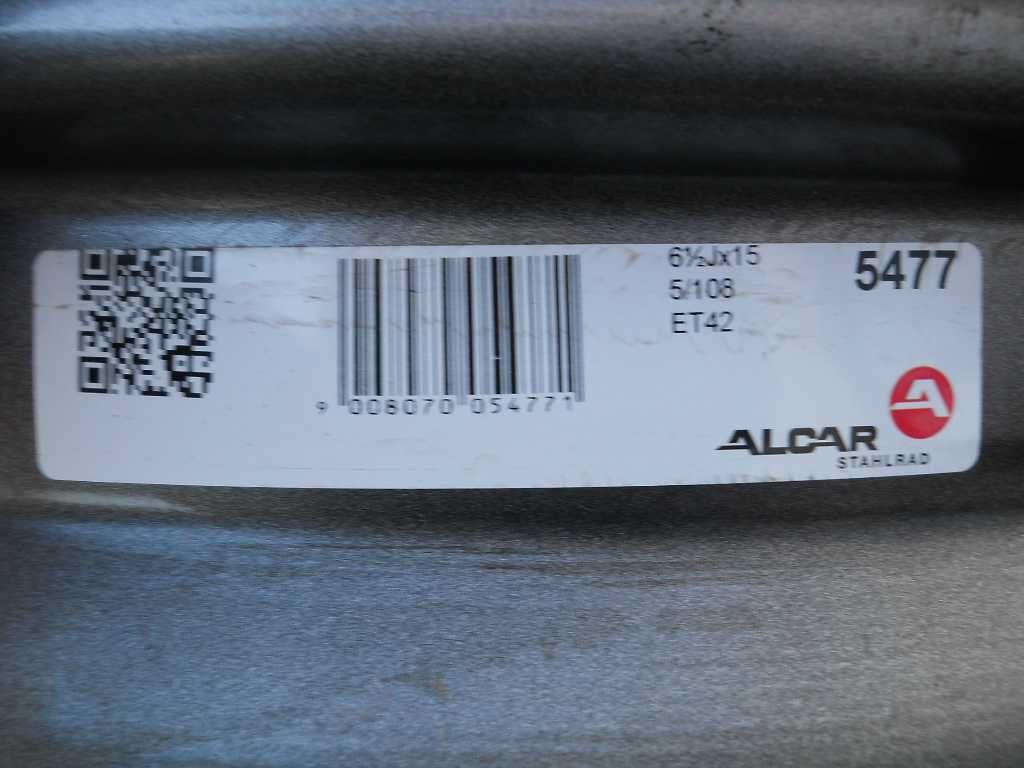 6½Jx15
5477
5/108
ET42
9 008070 054771
A
ALCAR
STAHLRAD